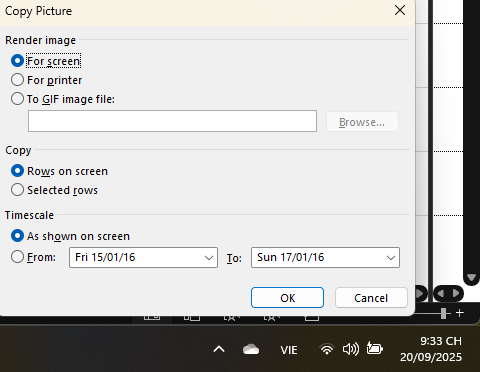 Copy Picture
Render image
For screen
For printer
To GIF image file:
Browse...
Copy
Rows on screen
Selected rows
Timescale
As shown on screen
From: Fri 15/01/16 To: Sun 17/01/16
OK Cancel
VIE 9:33 CH
20/09/2025